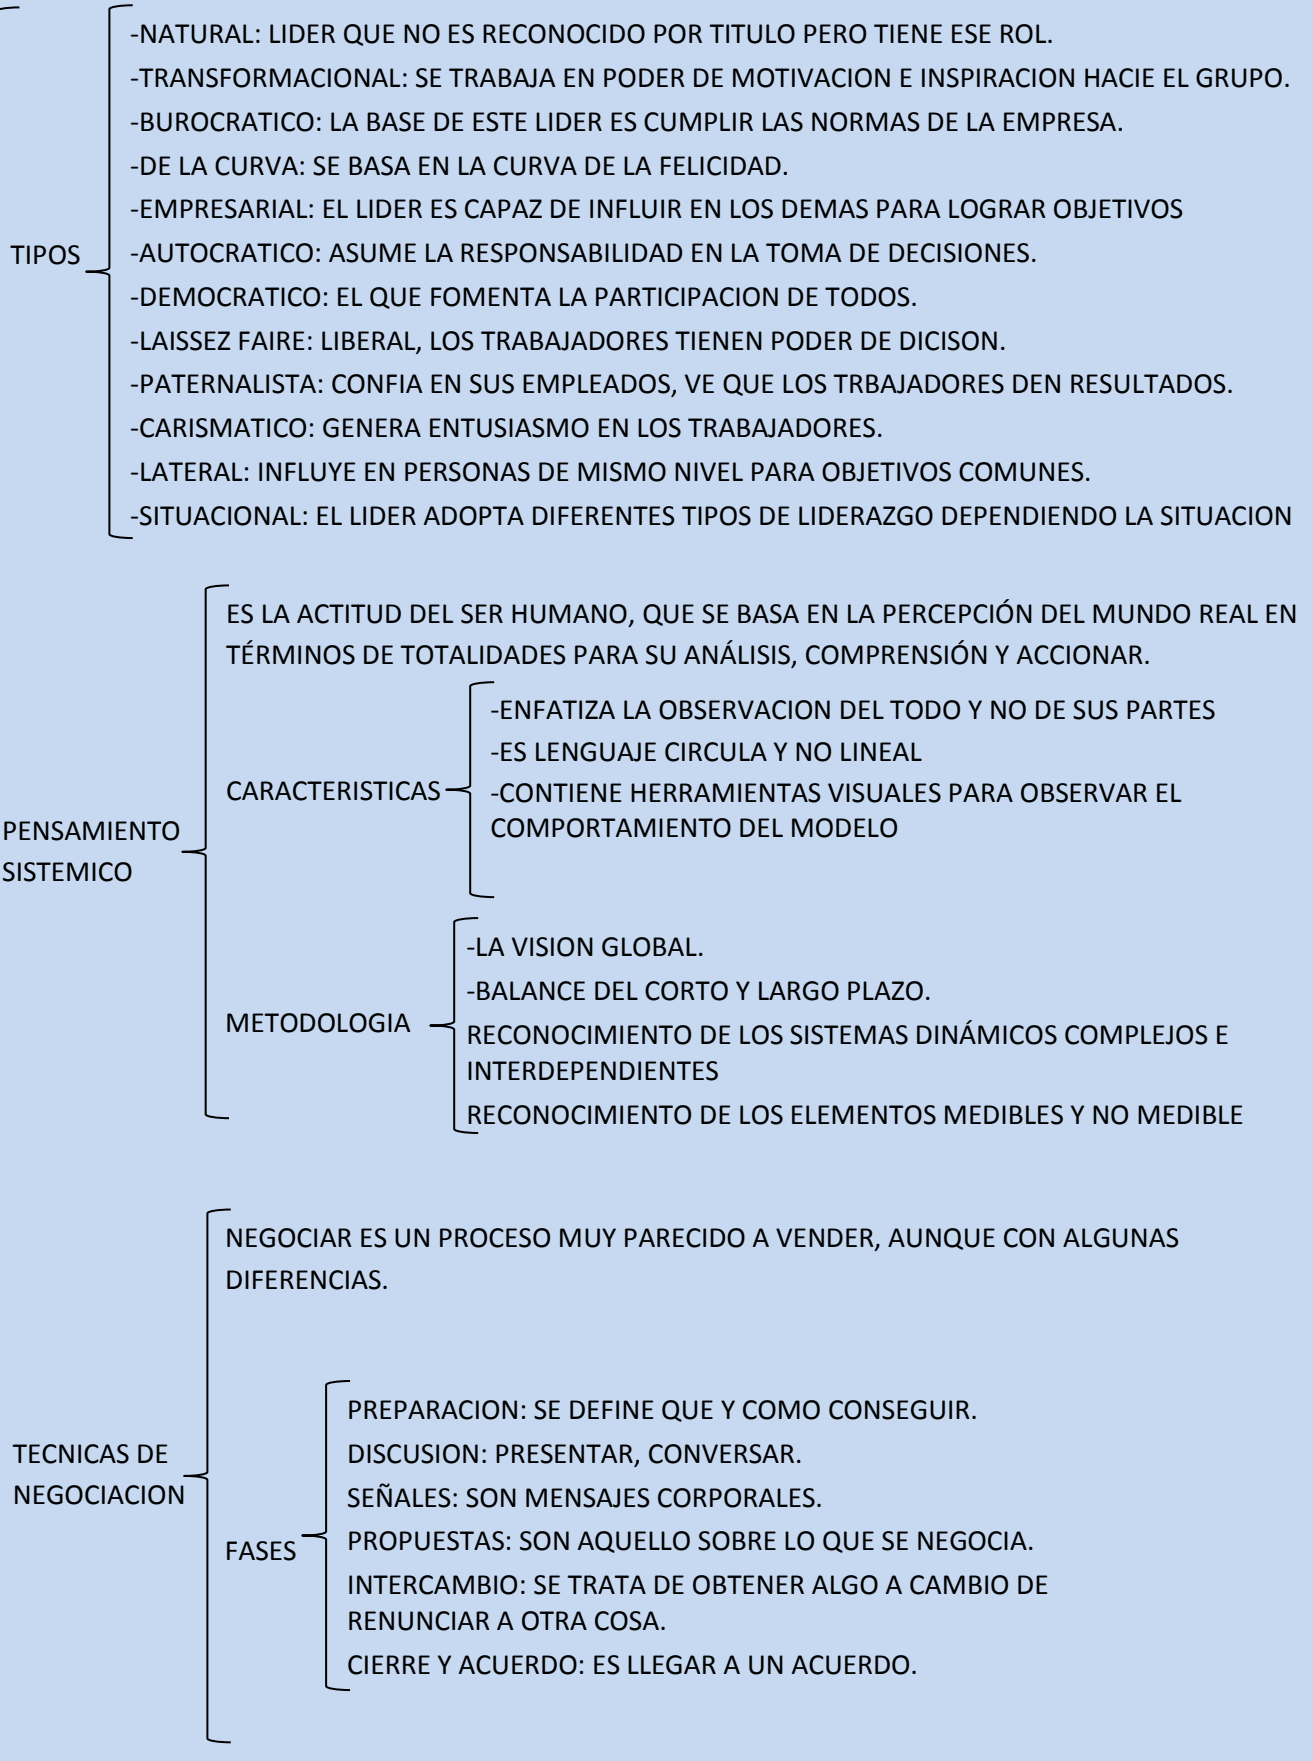 TIPOS
-NATURAL: LIDER QUE NO ES RECONOCIDO POR TITULO PERO TIENE ESE ROL.
-TRANSFORMACIONAL: SE TRABAJA EN PODER DE MOTIVACION E INSPIRACION HACIE EL GRUPO.
-BUROCRATICO: LA BASE DE ESTE LIDER ES CUMPLIR LAS NORMAS DE LA EMPRESA.
-DE LA CURVA: SE BASA EN LA CURVA DE LA FELICIDAD.
-EMPRESARIAL: EL LIDER ES CAPAZ DE INFLUIR EN LOS DEMAS PARA LOGRAR OBJETIVOS
-AUTOCRATICO: ASUME LA RESPONSABILIDAD EN LA TOMA DE DECISIONES.
-DEMOCRATICO: EL QUE FOMENTA LA PARTICIPACION DE TODOS.
-LAISSEZ FAIRE: LIBERAL, LOS TRABAJADORES TIENEN PODER DE DICISON.
-PATERNALISTA: CONFIA EN SUS EMPLEADOS, VE QUE LOS TRBAJADORES DEN RESULTADOS.
-CARISMATICO: GENERA ENTUSIASMO EN LOS TRABAJADORES.
-LATERAL: INFLUYE EN PERSONAS DE MISMO NIVEL PARA OBJETIVOS COMUNES.
-SITUACIONAL: EL LIDER ADOPTA DIFERENTES TIPOS DE LIDERAZGO DEPENDIENDO LA SITUACION
PENSAMIENTO
SISTEMICO
ES LA ACTITUD DEL SER HUMANO, QUE SE BASA EN LA PERCEPCIÓN DEL MUNDO REAL EN
TÉRMINOS DE TOTALIDADES PARA SU ANÁLISIS, COMPRENSIÓN Y ACCIONAR.
CARACTERISTICAS
-ENFATIZA LA OBSERVACION DEL TODO Y NO DE SUS PARTES
-ES LENGUAJE CIRCULA Y NO LINEAL
-CONTIENE HERRAMIENTAS VISUALES PARA OBSERVAR EL
COMPORTAMIENTO DEL MODELO
METODOLOGIA
-LA VISION GLOBAL.
-BALANCE DEL CORTO Y LARGO PLAZO.
RECONOCIMIENTO DE LOS SISTEMAS DINÁMICOS COMPLEJOS E
INTERDEPENDIENTES
RECONOCIMIENTO DE LOS ELEMENTOS MEDIBLES Y NO MEDIBLE
TECNICAS DE
NEGOCIACION
NEGOCIAR ES UN PROCESO MUY PARECIDO A VENDER, AUNQUE CON ALGUNAS
DIFERENCIAS.
FASES
PREPARACION: SE DEFINE QUE Y COMO CONSEGUIR.
DISCUSION: PRESENTAR, CONVERSAR.
SEÑALES: SON MENSAJES CORPORALES.
PROPUESTAS: SON AQUELLO SOBRE LO QUE SE NEGOCIA.
INTERCAMBIO: SE TRATA DE OBTENER ALGO A CAMBIO DE
RENUNCIAR A OTRA COSA.
CIERRE Y ACUERDO: ES LLEGAR A UN ACUERDO.